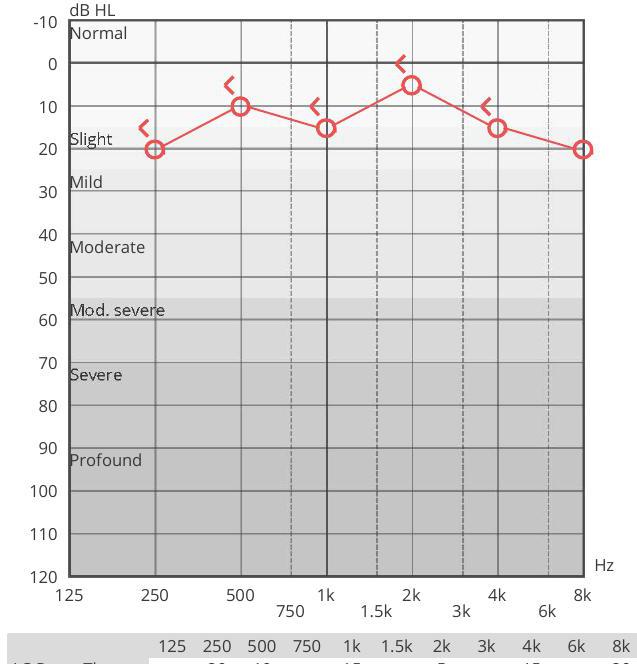 dB HL
-10
Normal
0
10
Slight
20
Mild
30
40
Moderate
50
Mod. severe
60
70
Severe
80
90
Profound
100
110
120
Hz
125 250 500 1k 2k 4k 8k
750 1.5k 3k 6k
125 250 500 750 1k 1.5k 2k 3k 4k 6k 8k